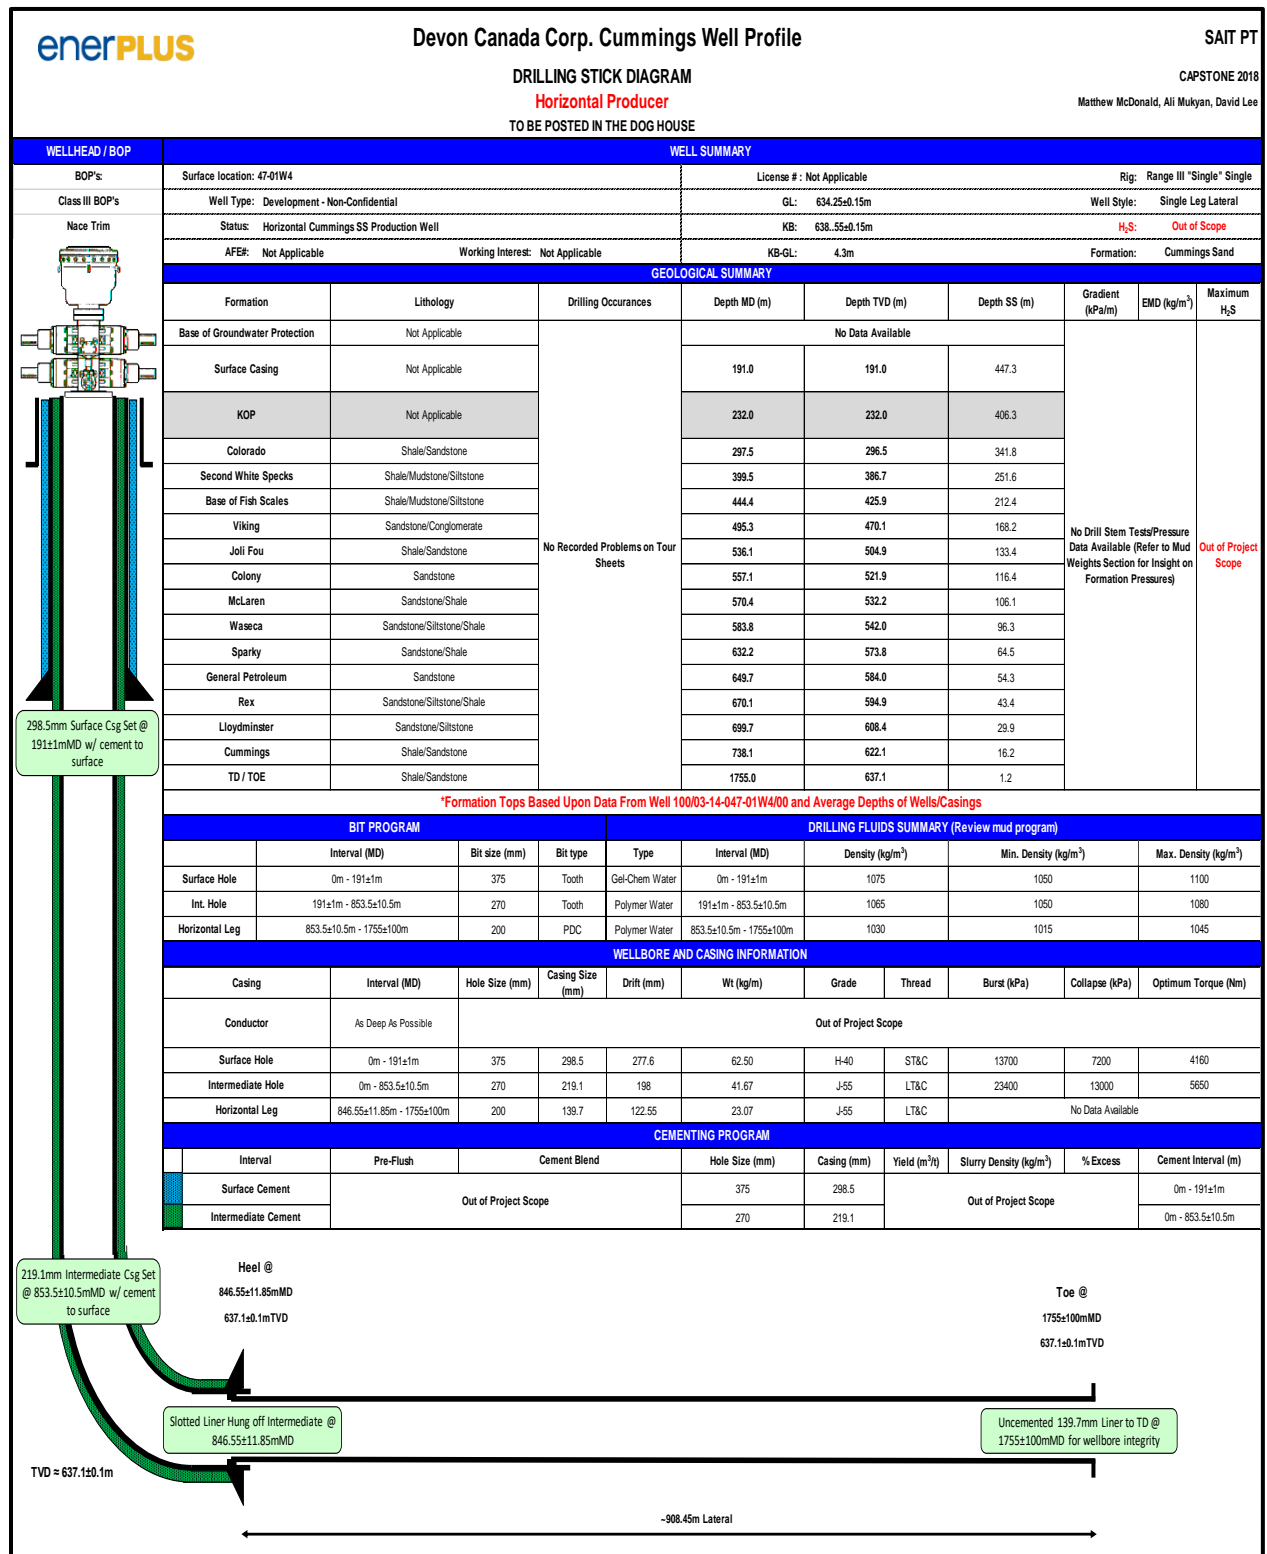 enerPLUS
Devon Canada Corp. Cummings Well Profile
SAIT PT
DRILLING STICK DIAGRAM
CAPSTONE 2018
Horizontal Producer
Matthew McDonald, Ali Mukyan, David Lee
TO BE POSTED IN THE DOG HOUSE
WELLHEAD / BOP
WELL SUMMARY
BOP's:
Surface location: 47-01W4
License # : Not Applicable
Rig: Range III "Single" Single
Class III BOP's
Well Type: Development - Non-Confidential
GL: 634.25±0.15m
Well Style: Single Leg Lateral
Nace Trim
Status: Horizontal Cummings SS Production Well
KB: 638..55±0.15m
H₂S: Out of Scope
AFE#: Not Applicable
Working Interest: Not Applicable
KB-GL: 4.3m
Formation: Cummings Sand
GEOLOGICAL SUMMARY
Formation Lithology Drilling Occurances Depth MD (m) Depth TVD (m) Depth SS (m) Gradient (kPa/m) EMD (kg/m³) Maximum H₂S
Base of Groundwater Protection Not Applicable No Data Available
Surface Casing Not Applicable 191.0 191.0 447.3
KOP Not Applicable 232.0 232.0 406.3
Colorado Shale/Sandstone 297.5 296.5 341.8
Second White Specks Shale/Mudstone/Siltstone 399.5 386.7 251.6
Base of Fish Scales Shale/Mudstone/Siltstone 444.4 425.9 212.4
Viking Sandstone/Conglomerate 495.3 470.1 168.2
Joli Fou Shale/Sandstone 536.1 504.9 133.4
Colony Sandstone 557.1 521.9 116.4
McLaren Sandstone/Shale 570.4 532.2 106.1
Waseca Sandstone/Siltstone/Shale 583.8 542.0 96.3
Sparky Sandstone/Shale 632.2 573.8 64.5
General Petroleum Sandstone 649.7 584.0 54.3
Rex Sandstone/Siltstone/Shale 670.1 594.9 43.4
Lloydminster Sandstone/Siltstone 699.7 608.4 29.9
Cummings Shale/Sandstone 738.1 622.1 16.2
TD / TOE Shale/Sandstone 1755.0 637.1 1.2
No Recorded Problems on Tour
Sheets
No Drill Stem Tests/Pressure
Data Available (Refer to Mud
Weights Section for Insight on
Formation Pressures)
Out of Project
Scope
298.5mm Surface Csg Set @
191±1mMD w/ cement to
surface
*Formation Tops Based Upon Data From Well 100/03-14-047-01W4/00 and Average Depths of Wells/Casings
BIT PROGRAM
DRILLING FLUIDS SUMMARY (Review mud program)
Interval (MD) Bit size (mm) Bit type Type Interval (MD) Density (kg/m³) Min. Density (kg/m³) Max. Density (kg/m³)
Surface Hole 0m - 191±1m 375 Tooth Gel-Chem Water 0m - 191±1m 1075 1050 1100
Int. Hole 191±1m - 853.5±10.5m 270 Tooth Polymer Water 191±1m - 853.5±10.5m 1065 1050 1080
Horizontal Leg 853.5±10.5m - 1755±100m 200 PDC Polymer Water 853.5±10.5m - 1755±100m 1030 1015 1045
WELLBORE AND CASING INFORMATION
Casing Interval (MD) Hole Size (mm) Casing Size (mm) Drift (mm) Wt (kg/m) Grade Thread Burst (kPa) Collapse (kPa) Optimum Torque (Nm)
Conductor As Deep As Possible Out of Project Scope
Surface Hole 0m - 191±1m 375 298.5 277.6 62.50 H-40 ST&C 13700 7200 4160
Intermediate Hole 0m - 853.5±10.5m 270 219.1 198 41.67 J-55 LT&C 23400 13000 5650
Horizontal Leg 846.55±11.85m - 1755±100m 200 139.7 122.55 23.07 J-55 LT&C No Data Available
CEMENTING PROGRAM
Interval Pre-Flush Cement Blend Hole Size (mm) Casing (mm) Yield (m³/t) Slurry Density (kg/m³) % Excess Cement Interval (m)
Surface Cement 375 298.5 0m - 191±1m
Out of Project Scope Out of Project Scope
Intermediate Cement 270 219.1 0m - 853.5±10.5m
219.1mm Intermediate Csg Set
@ 853.5±10.5mMD w/ cement
to surface
Heel @
846.55±11.85mMD
637.1±0.1mTVD
Toe @
1755±100mMD
637.1±0.1mTVD
Slotted Liner Hung off Intermediate @
846.55±11.85mMD
Uncemented 139.7mm Liner to TD @
1755±100mMD for wellbore integrity
TVD ≈ 637.1±0.1m
~908.45m Lateral